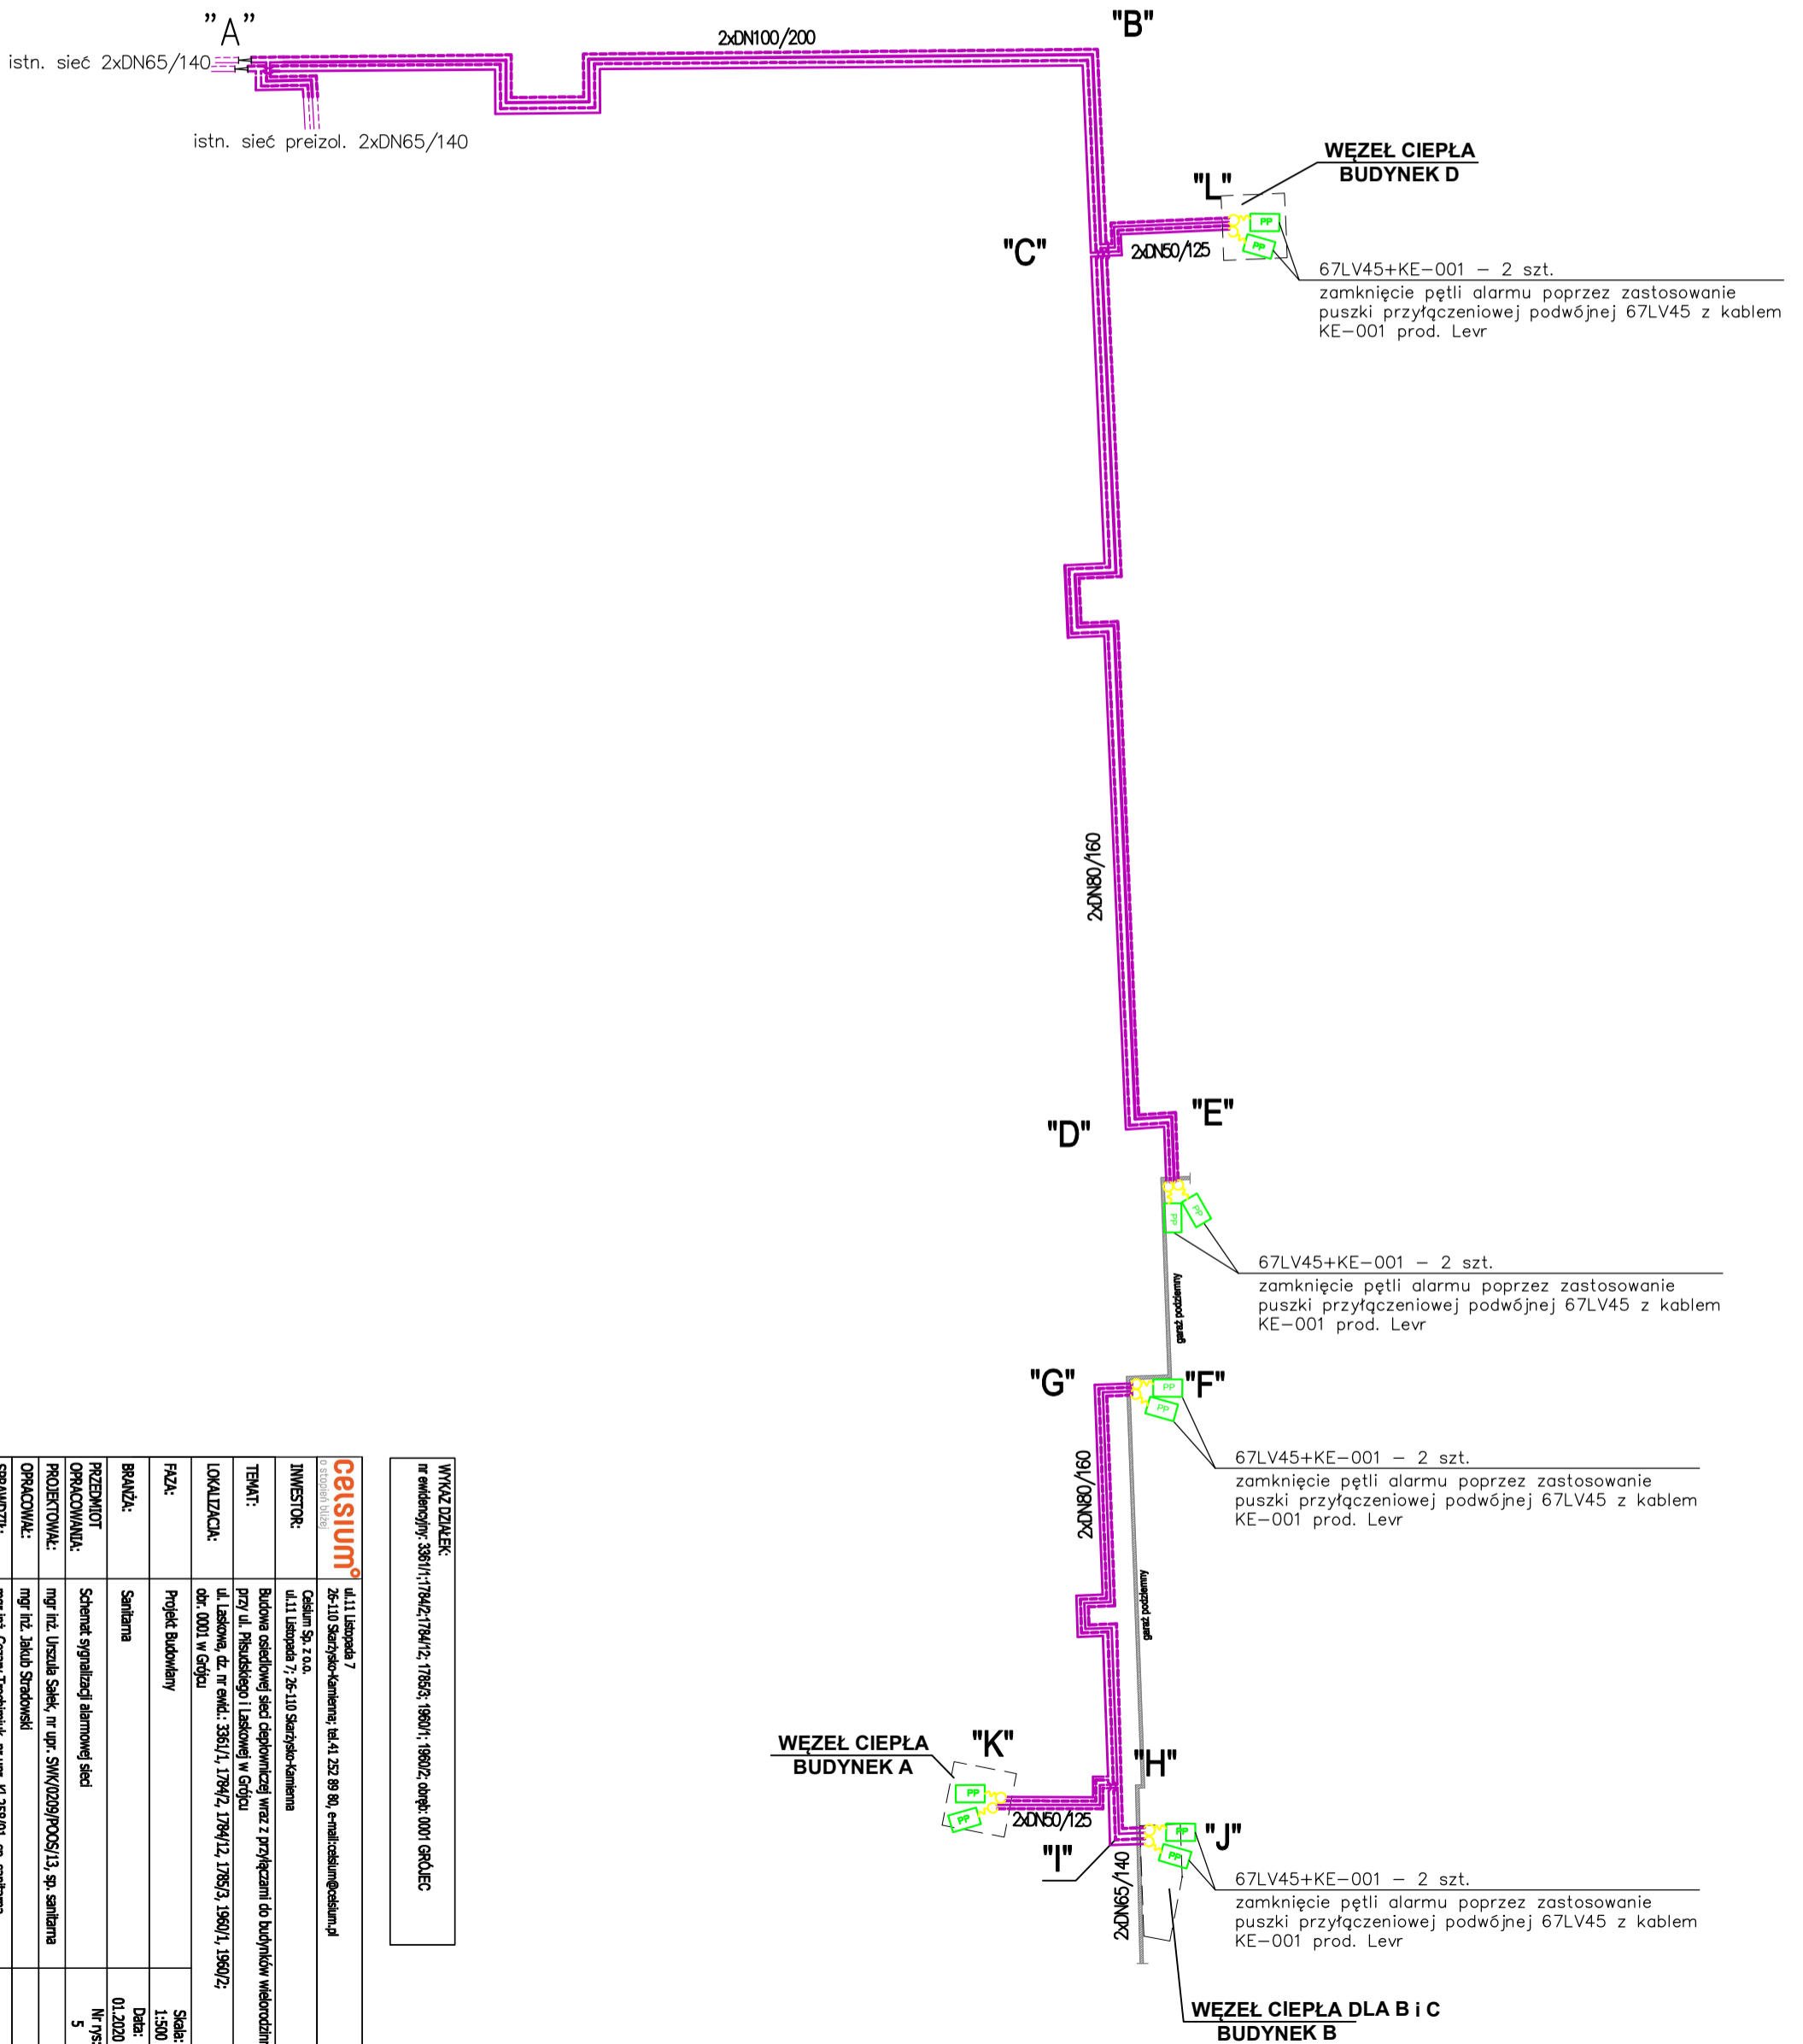 "A"
istn. sieć 2xDN65/140
istn. sieć preizol. 2xDN65/140
2xDN100/200
"B"
WĘZEŁ CIEPŁA
BUDYNEK D
"L"
PP
PP
"C"
2xDN50/125
67LV45+KE-001 - 2 szt.
zamknięcie pętli alarmu poprzez zastosowanie
puszki przyłączeniowej podwójnej 67LV45 z kablem
KE-001 prod. Levr
2xDN80/160
"E"
"D"
PP
PP
67LV45+KE-001 - 2 szt.
zamknięcie pętli alarmu poprzez zastosowanie
puszki przyłączeniowej podwójnej 67LV45 z kablem
KE-001 prod. Levr
garaż podziemny
"G"
"F"
PP
PP
67LV45+KE-001 - 2 szt.
zamknięcie pętli alarmu poprzez zastosowanie
puszki przyłączeniowej podwójnej 67LV45 z kablem
KE-001 prod. Levr
2xDN80/160
garaż podziemny
WĘZEŁ CIEPŁA
BUDYNEK A
"K"
PP
PP
2xDN50/125
"H"
"I"
2xDN65/140
"J"
PP
PP
67LV45+KE-001 - 2 szt.
zamknięcie pętli alarmu poprzez zastosowanie
puszki przyłączeniowej podwójnej 67LV45 z kablem
KE-001 prod. Levr
WĘZEŁ CIEPŁA DLA B i C
BUDYNEK B
WYKAZ DZIAŁEK:
nr ewidencyjny: 3361/1;1784/2;1784/12; 1785/3; 1960/1; 1960/2; obręb: 0001 GRÓJEC
celsium°
o stopień bliżej
ul.11 Listopada 7
26-110 Skarżysko-Kamienna; tel.41 252 89 80, e-mail:celsium@celsium.pl
INWESTOR:
Celsium Sp. z o.o.
ul.11 Listopada 7; 26-110 Skarżysko-Kamienna
TEMAT:
Budowa osiedlowej sieci ciepłowniczej wraz z przyłączami do budynków
przy ul. Piłsudskiego i Laskowej w Grójcu
LOKALIZACJA:
ul. Laskowa, dz. nr ewid.: 3361/1, 1784/2, 1784/12, 1785/3, 1960/1, 1960/2;
obr. 0001 w Grójcu
FAZA:
Projekt Budowlany
Skala:
1:500
BRANŻA:
Sanitarna
Data:
01.2020
PRZEDMIOT
OPRACOWANIA:
Schemat sygnalizacji alarmowej sieci
Nr rys:
5
PROJEKTOWAŁ:
mgr inż. Urszula Sałek, nr upr. SWK/0209/POOS/13, sp. sanitarna
OPRACOWAŁ:
mgr inż. Jakub Stradowski